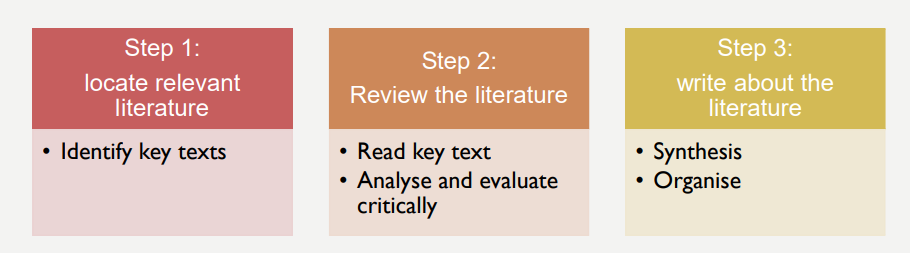 Step 1:
locate relevant
literature
• Identify key texts
Step 2:
Review the literature
• Read key text
• Analyse and evaluate
critically
Step 3:
write about the
literature
• Synthesis
• Organise